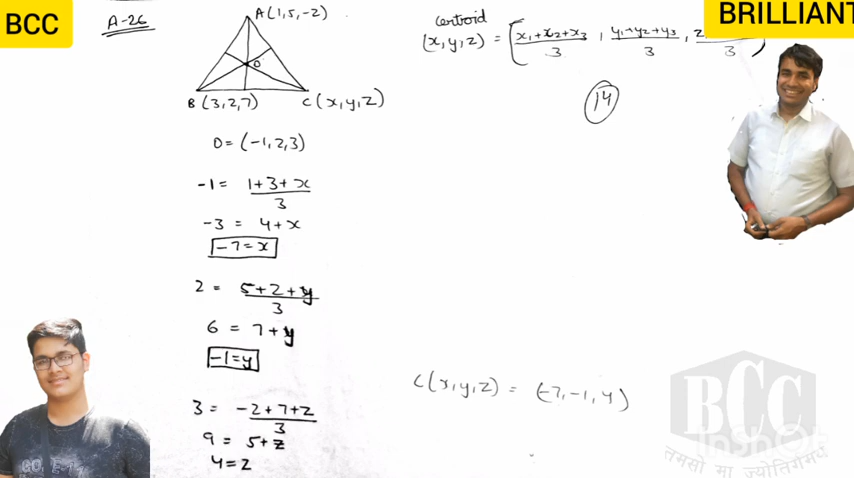 BCC
BRILLIANT
A-26
A(1,5,-2)
centroid
(x,y,z) = [x₁+x₂+x₃/3, y₁+y₂+y₃/3, z /3)
14
O
B(3,2,7)
C(x,y,z)
O=(-1,2,3)
-1 = 1+3+x/3
-3 = 4+x
-7=x
2 = 5+2+y/3
6 = 7+y
-1=y
3 = -2+7+z/3
9 = 5+z
4=z
C(x,y,z) = (-7,-1,4)
BCC
InShOt
तमसो मा ज्योतिर्गमय